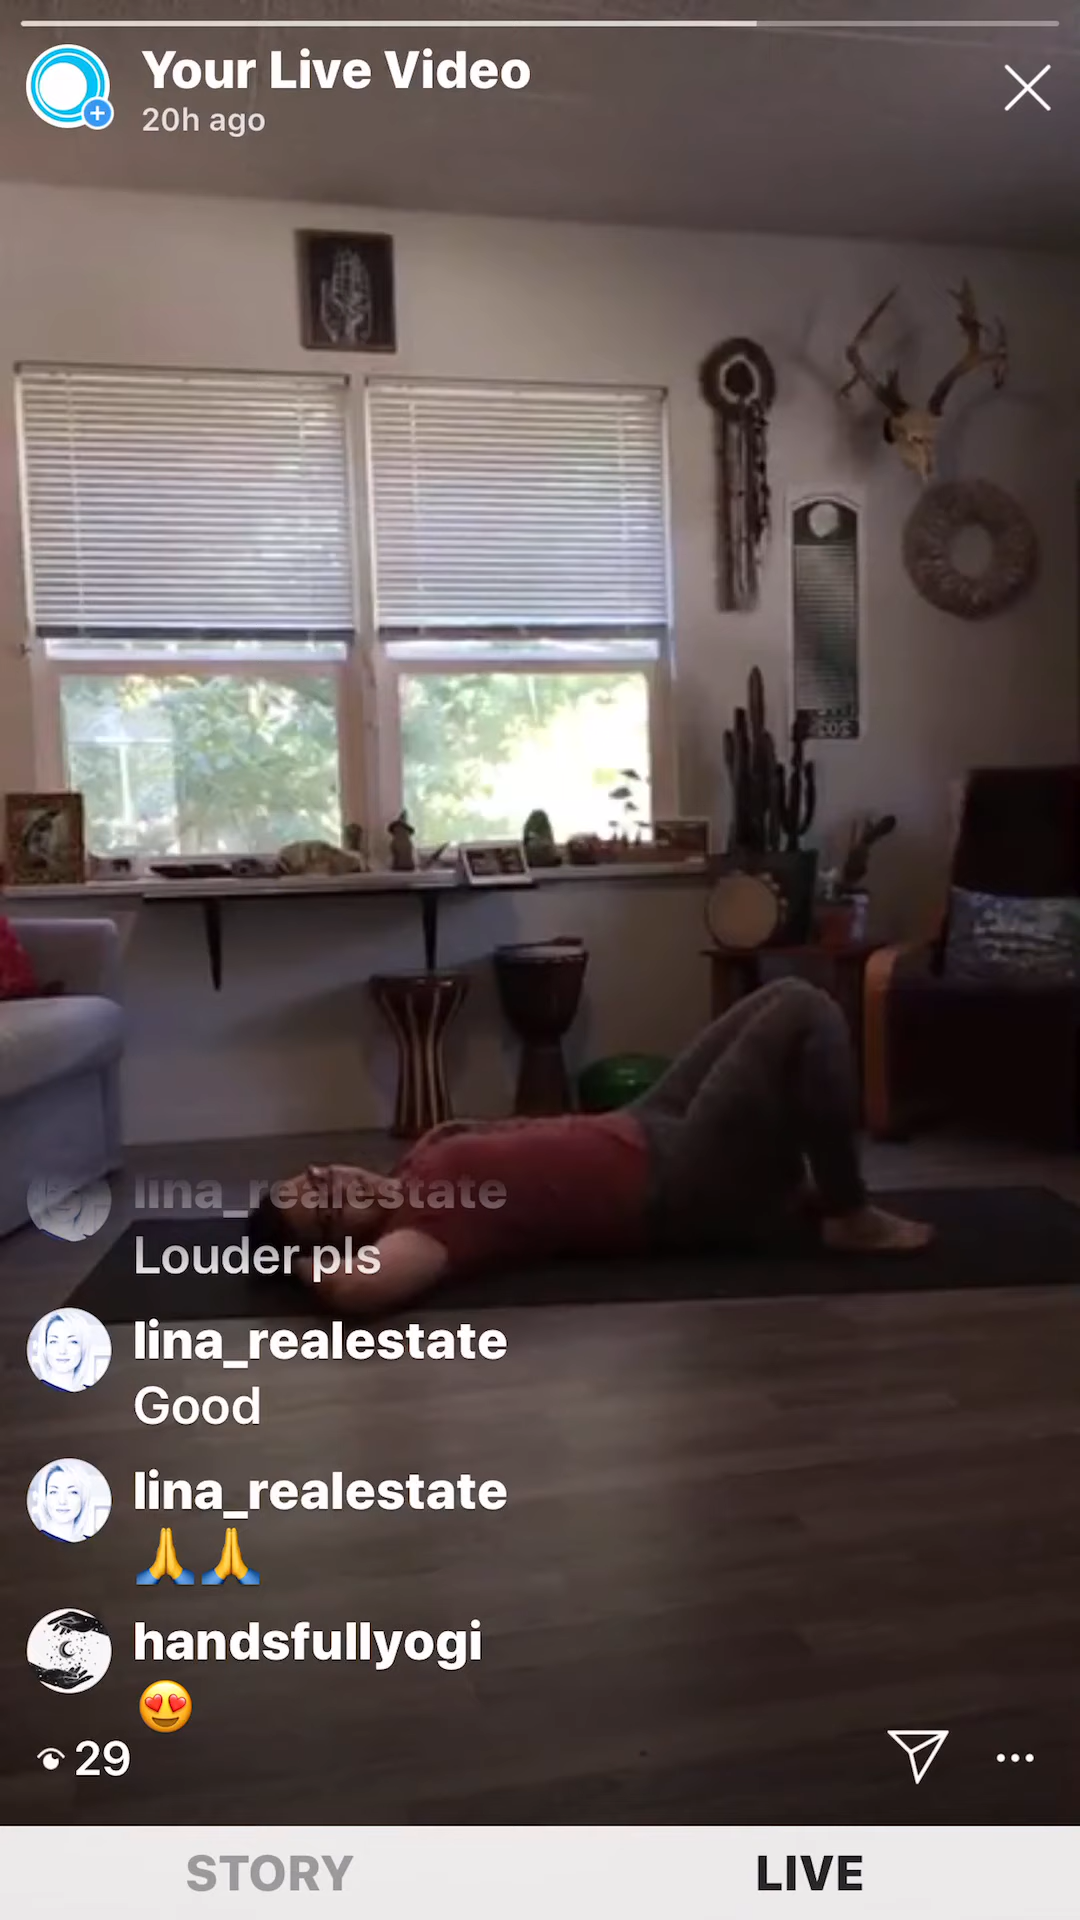 Your Live Video
20h ago
lina_realestate
Louder pls
lina_realestate
Good
lina_realestate
🙏🙏
handsfullyogi
😍
29
STORY
LIVE